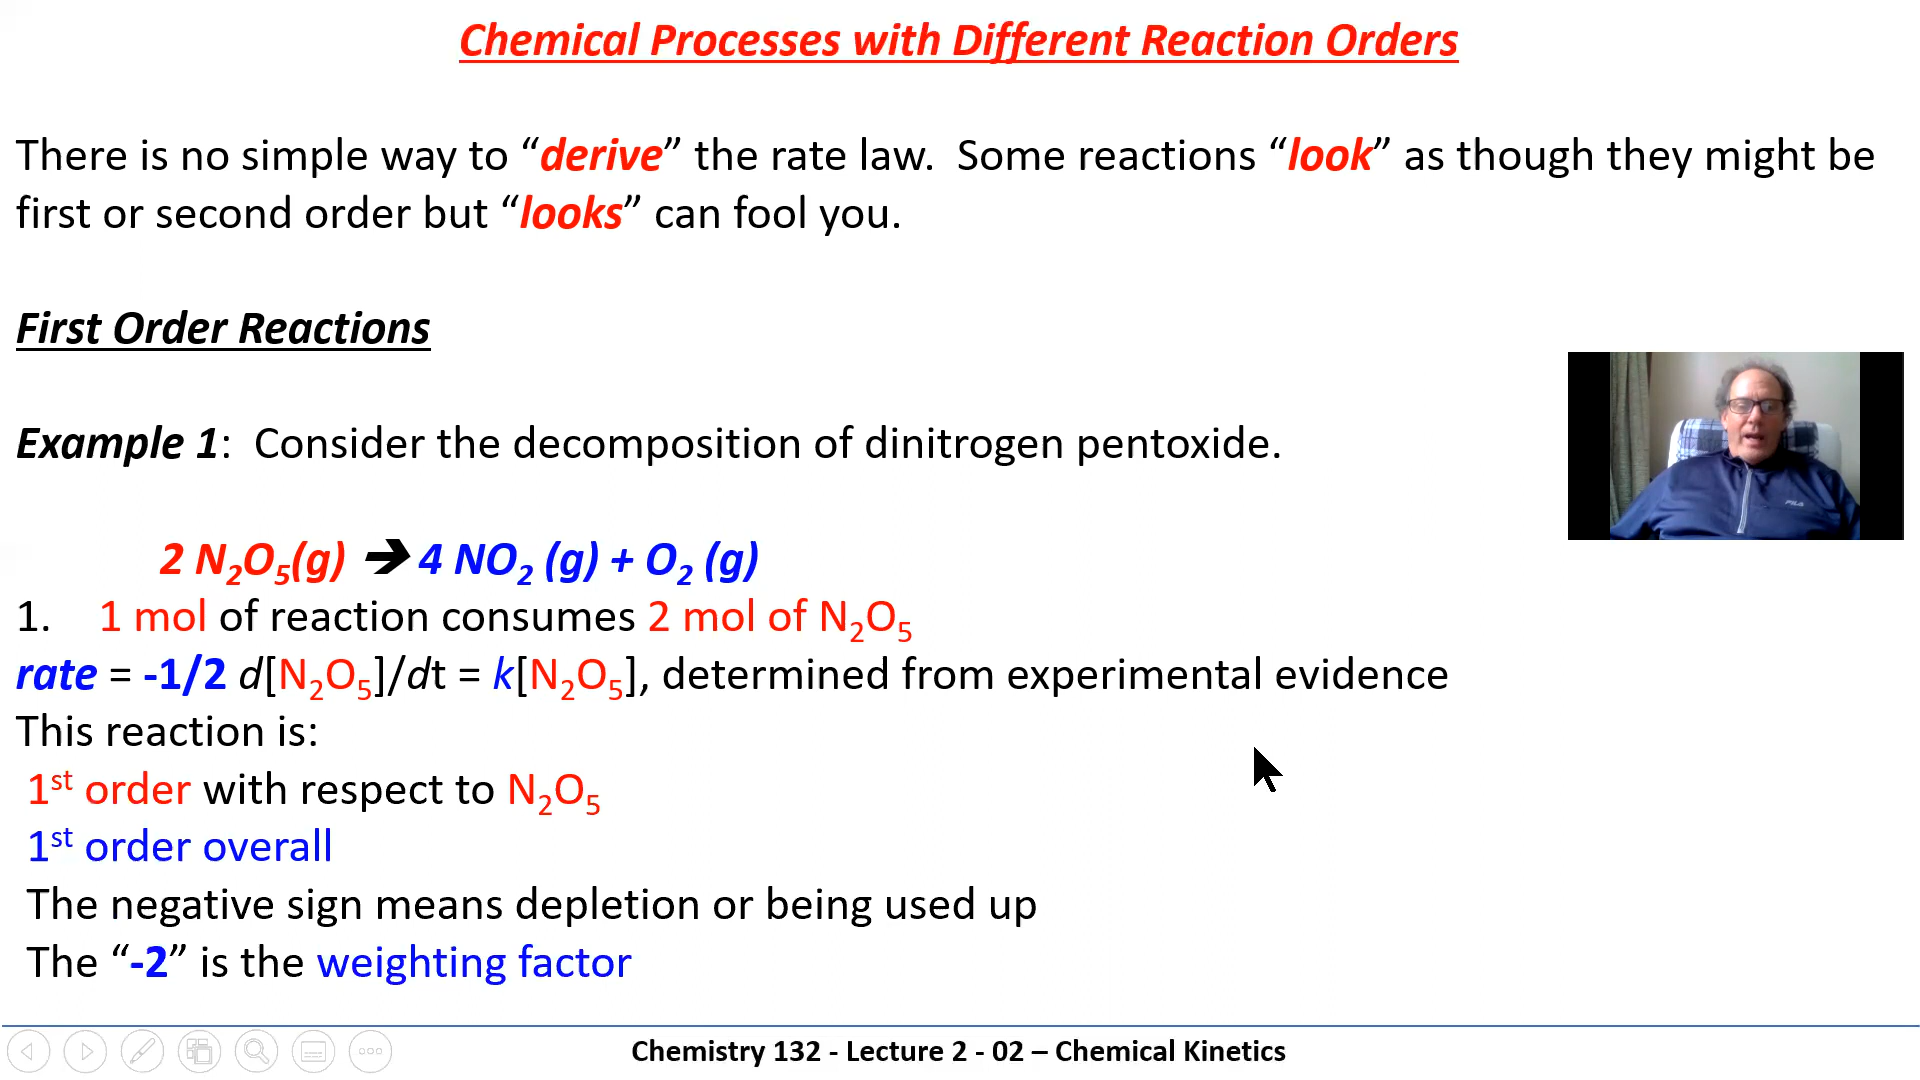 Chemical Processes with Different Reaction Orders
There is no simple way to “derive” the rate law.  Some reactions “look” as though they might be
first or second order but “looks” can fool you.
First Order Reactions
Example 1:  Consider the decomposition of dinitrogen pentoxide.
2 N₂O₅(g) ➔ 4 NO₂ (g) + O₂ (g)
1. 1 mol of reaction consumes 2 mol of N₂O₅
rate = -1/2 d[N₂O₅]/dt = k[N₂O₅], determined from experimental evidence
This reaction is:
1st order with respect to N₂O₅
1st order overall
The negative sign means depletion or being used up
The “-2” is the weighting factor
FILA
Chemistry 132 - Lecture 2 - 02 – Chemical Kinetics